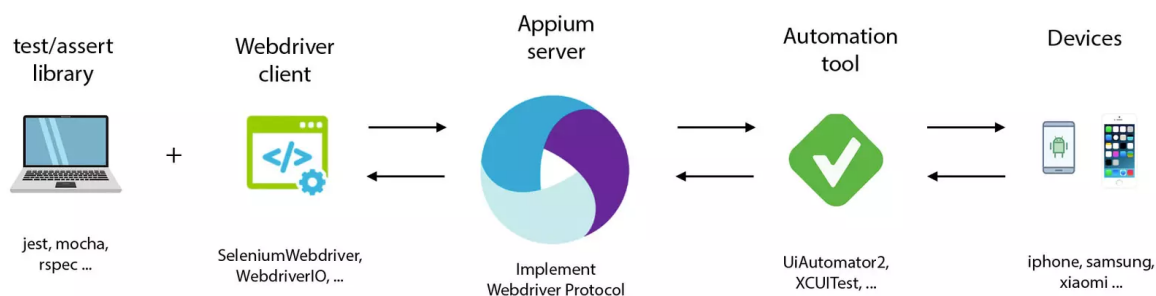 test/assert
library
Webdriver
client
Appium
server
Automation
tool
Devices
+
</>
jest, mocha,
rspec ...
SeleniumWebdriver,
WebdriverIO, ...
Implement
Webdriver Protocol
UiAutomator2,
XCUITest, ...
iphone, samsung,
xiaomi ...